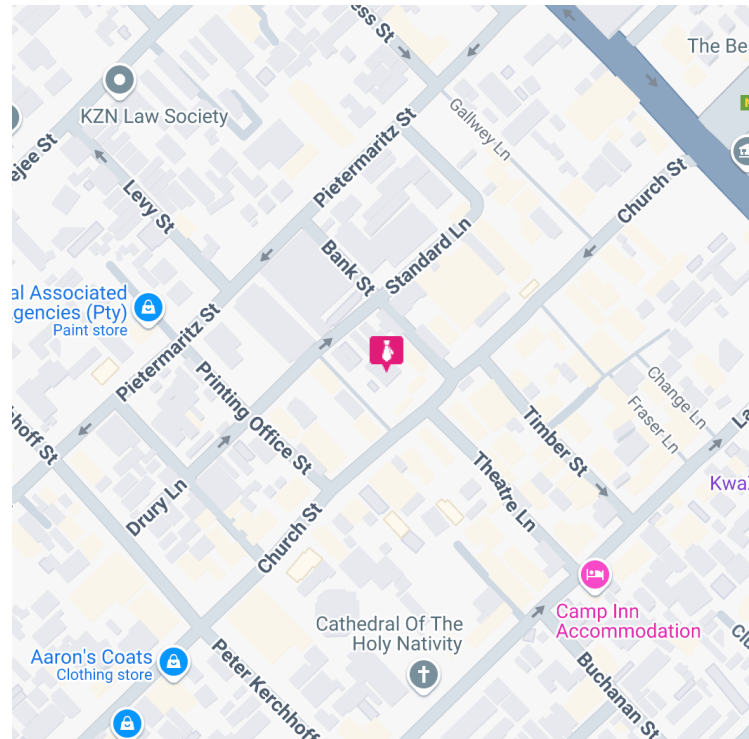 ess St
The Be
KZN Law Society
Gallwey Ln
Pietermaritz St
ejee St
Levy St
Church St
Bank St
Standard Ln
al Associated
gencies (Pty)
Paint store
Pietermaritz St
Printing Office St
Change Ln
Fraser Ln
La
hoff St
Timber St
Theatre Ln
KwaZ
Drury Ln
Church St
Camp Inn
Accommodation
Cathedral Of The
Holy Nativity
Aaron's Coats
Clothing store
Peter Kerchhoff
Buchanan St
Clu